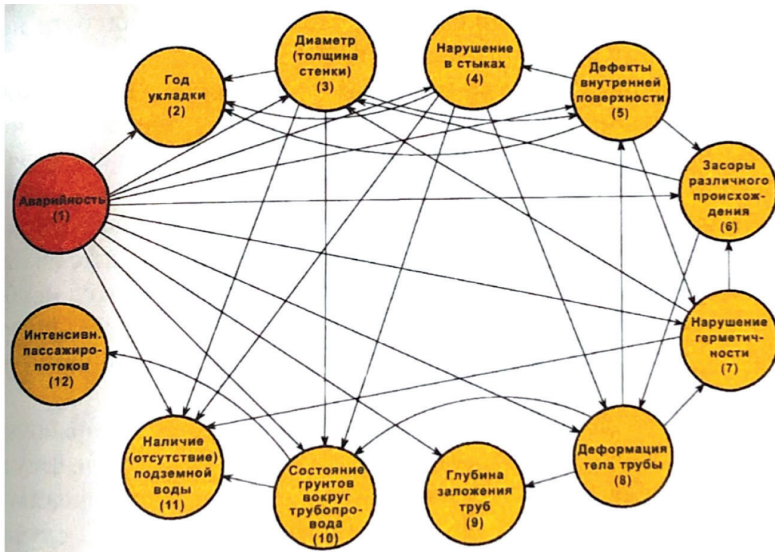 Диаметр
(толщина
стенки)
(3)
Нарушение
в стыках
(4)
Год
укладки
(2)
Дефекты
внутренней
поверхности
(5)
Засоры
различного
происхож-
дения
(6)
Аварийность
(1)
Нарушение
герметич-
ности
(7)
Интенсивн.
пассажиро-
потоков
(12)
Наличие
(отсутствие)
подземной
воды
(11)
Состояние
грунтов
вокруг
трубопро-
вода
(10)
Глубина
заложения
труб
(9)
Деформация
тела трубы
(8)